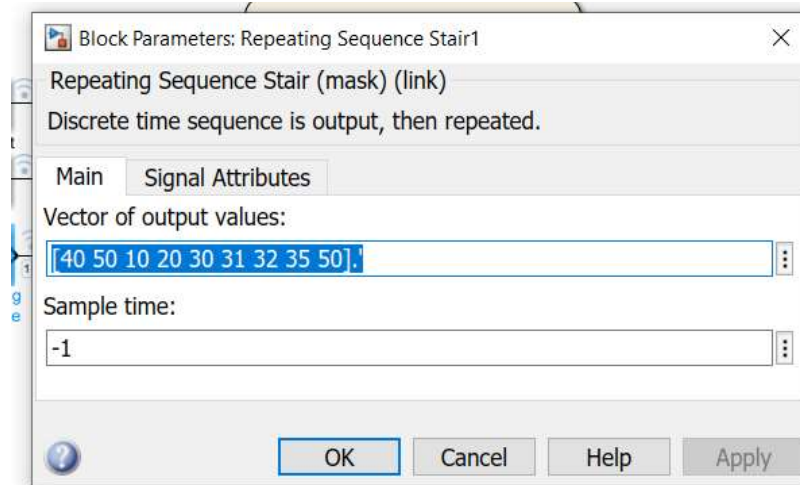 Block Parameters: Repeating Sequence Stair1
Repeating Sequence Stair (mask) (link)
Discrete time sequence is output, then repeated.
Main Signal Attributes
Vector of output values:
[40 50 10 20 30 31 32 35 50].'
Sample time:
-1
OK Cancel Help Apply
t
1
g
e